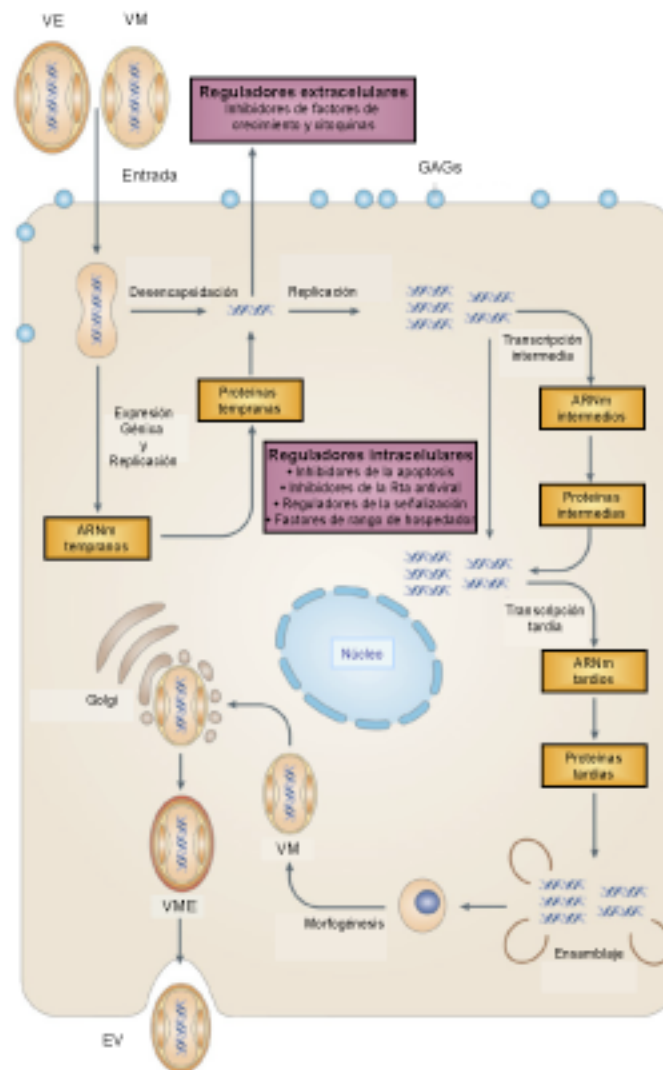 VE
VM
Reguladores extracelulares
Inhibidores de factores de
crecimiento y sitoquinas
Entrada
GAGs
Desencapsidación
Replicación
Transcripción
intermedia
Proteínas
tempranas
ARNm
intermedios
Expresión
Génica
y
Replicación
Reguladores intracelulares
• Inhibidores de la apoptosis
• Inhibidores de la Rta antiviral
• Reguladores de la señalización
• Factores de rango de hospedador
Proteínas
intermedias
ARNm
tempranos
Transcripción
tardía
Núcleo
ARNm
tardíos
Golgi
Proteínas
tardías
VM
VME
Morfogénesis
Ensamblaje
EV